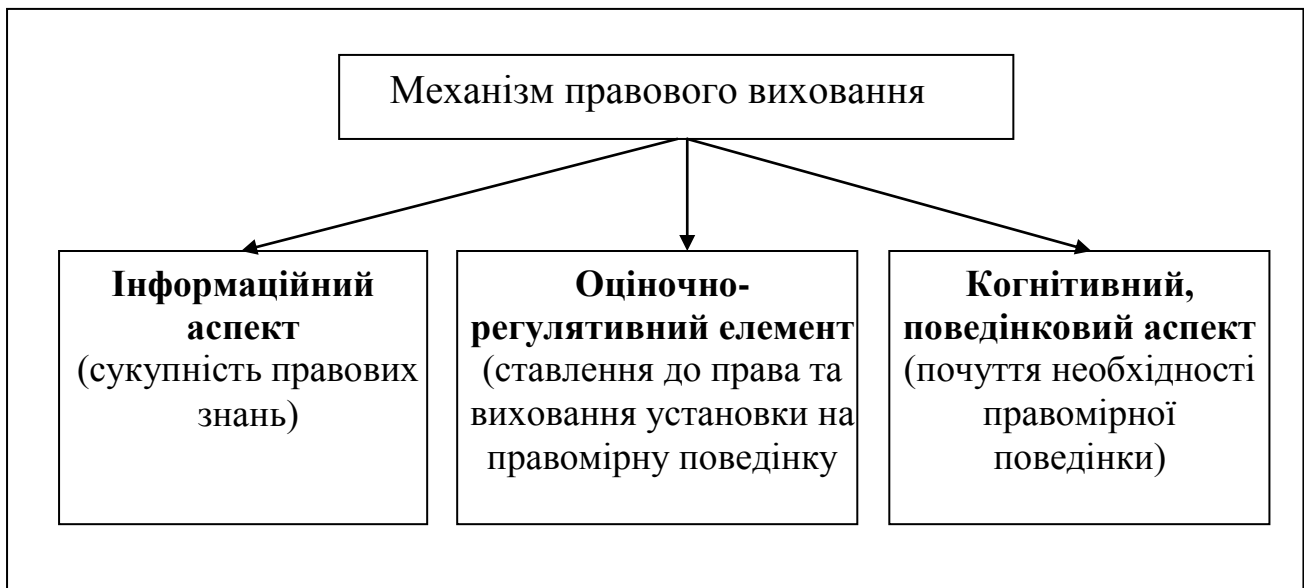 Механізм правового виховання
Інформаційний
аспект
(сукупність правових
знань)
Оціночно-
регулятивний елемент
(ставлення до права та
виховання установки на
правомірну поведінку
Когнітивний,
поведінковий аспект
(почуття необхідності
правомірної
поведінки)